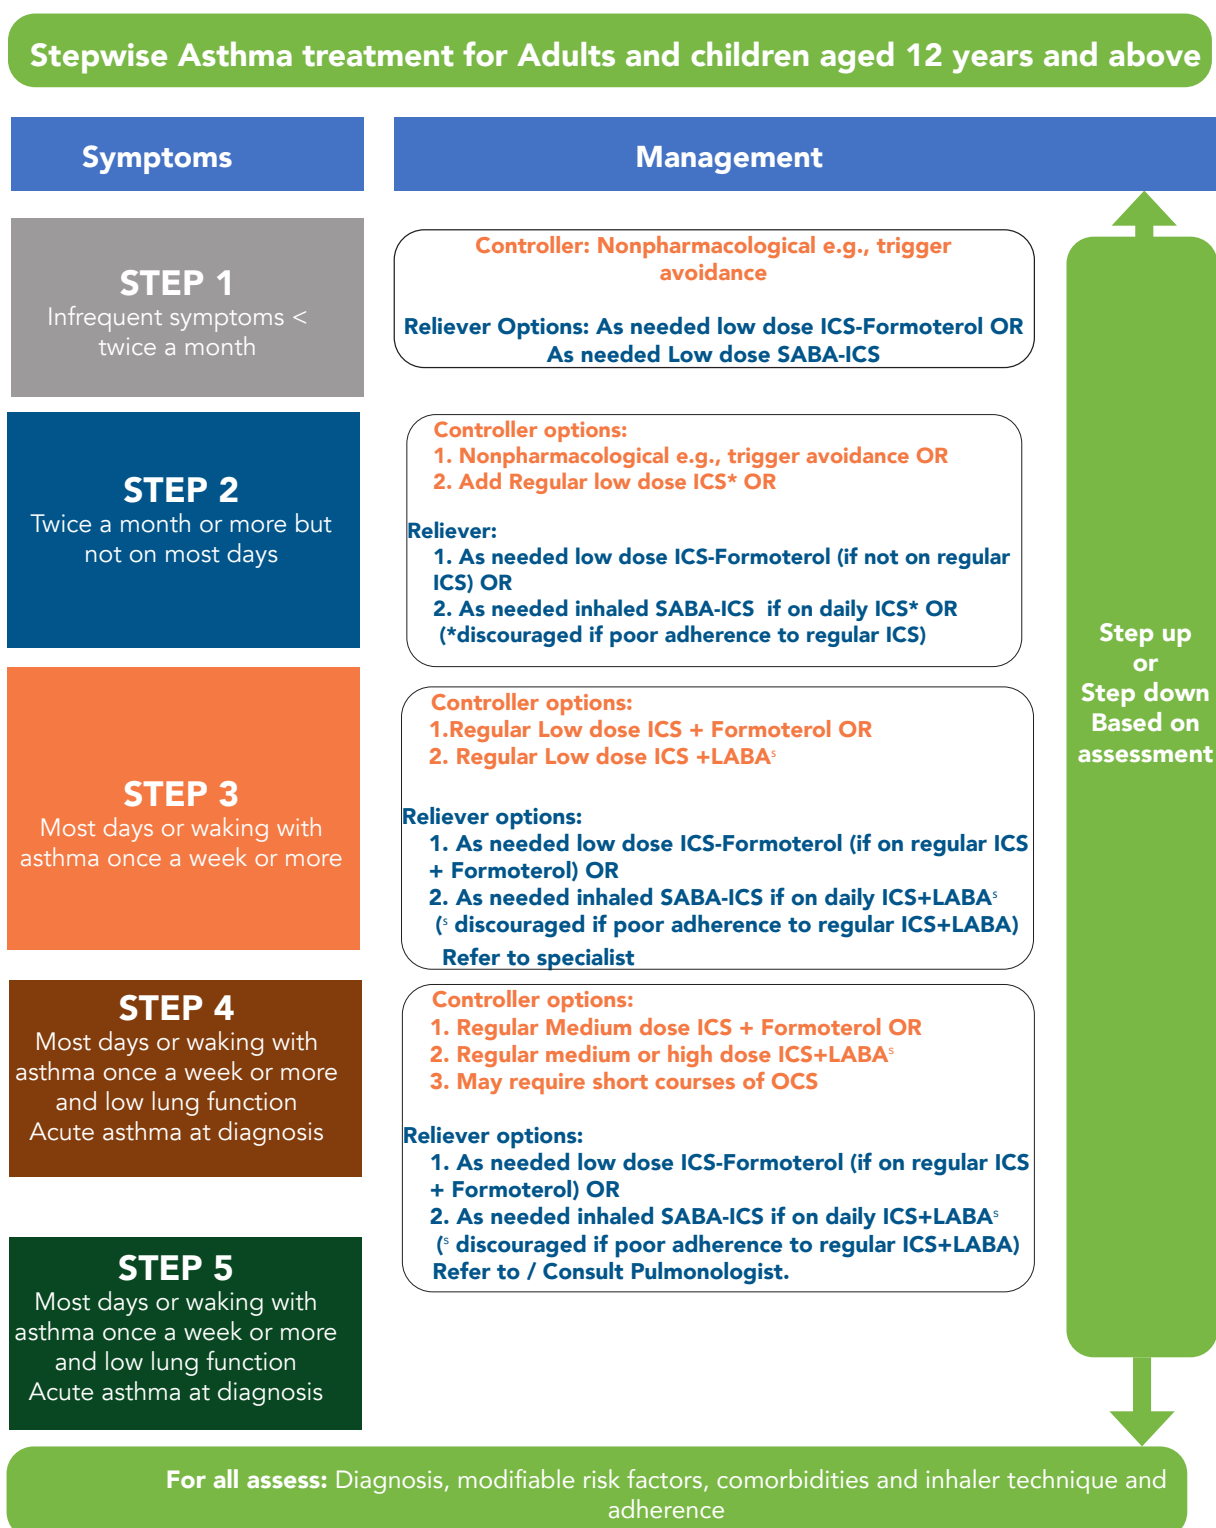 Stepwise Asthma treatment for Adults and children aged 12 years and above
Symptoms
Management
STEP 1
Infrequent symptoms <
twice a month
Controller: Nonpharmacological e.g., trigger
avoidance
Reliever Options: As needed low dose ICS-Formoterol OR
As needed Low dose SABA-ICS
STEP 2
Twice a month or more but
not on most days
Controller options:
1. Nonpharmacological e.g., trigger avoidance OR
2. Add Regular low dose ICS* OR
Reliever:
1. As needed low dose ICS-Formoterol (if not on regular
ICS) OR
2. As needed inhaled SABA-ICS if on daily ICS* OR
(*discouraged if poor adherence to regular ICS)
STEP 3
Most days or waking with
asthma once a week or more
Controller options:
1.Regular Low dose ICS + Formoterol OR
2. Regular Low dose ICS +LABAˢ
Reliever options:
1. As needed low dose ICS-Formoterol (if on regular ICS
+ Formoterol) OR
2. As needed inhaled SABA-ICS if on daily ICS+LABAˢ
(ˢ discouraged if poor adherence to regular ICS+LABA)
Refer to specialist
STEP 4
Most days or waking with
asthma once a week or more
and low lung function
Acute asthma at diagnosis
Controller options:
1. Regular Medium dose ICS + Formoterol OR
2. Regular medium or high dose ICS+LABAˢ
3. May require short courses of OCS
Reliever options:
1. As needed low dose ICS-Formoterol (if on regular ICS
+ Formoterol) OR
2. As needed inhaled SABA-ICS if on daily ICS+LABAˢ
(ˢ discouraged if poor adherence to regular ICS+LABA)
Refer to / Consult Pulmonologist.
STEP 5
Most days or waking with
asthma once a week or more
and low lung function
Acute asthma at diagnosis
Step up
or
Step down
Based on
assessment
For all assess: Diagnosis, modifiable risk factors, comorbidities and inhaler technique and
adherence